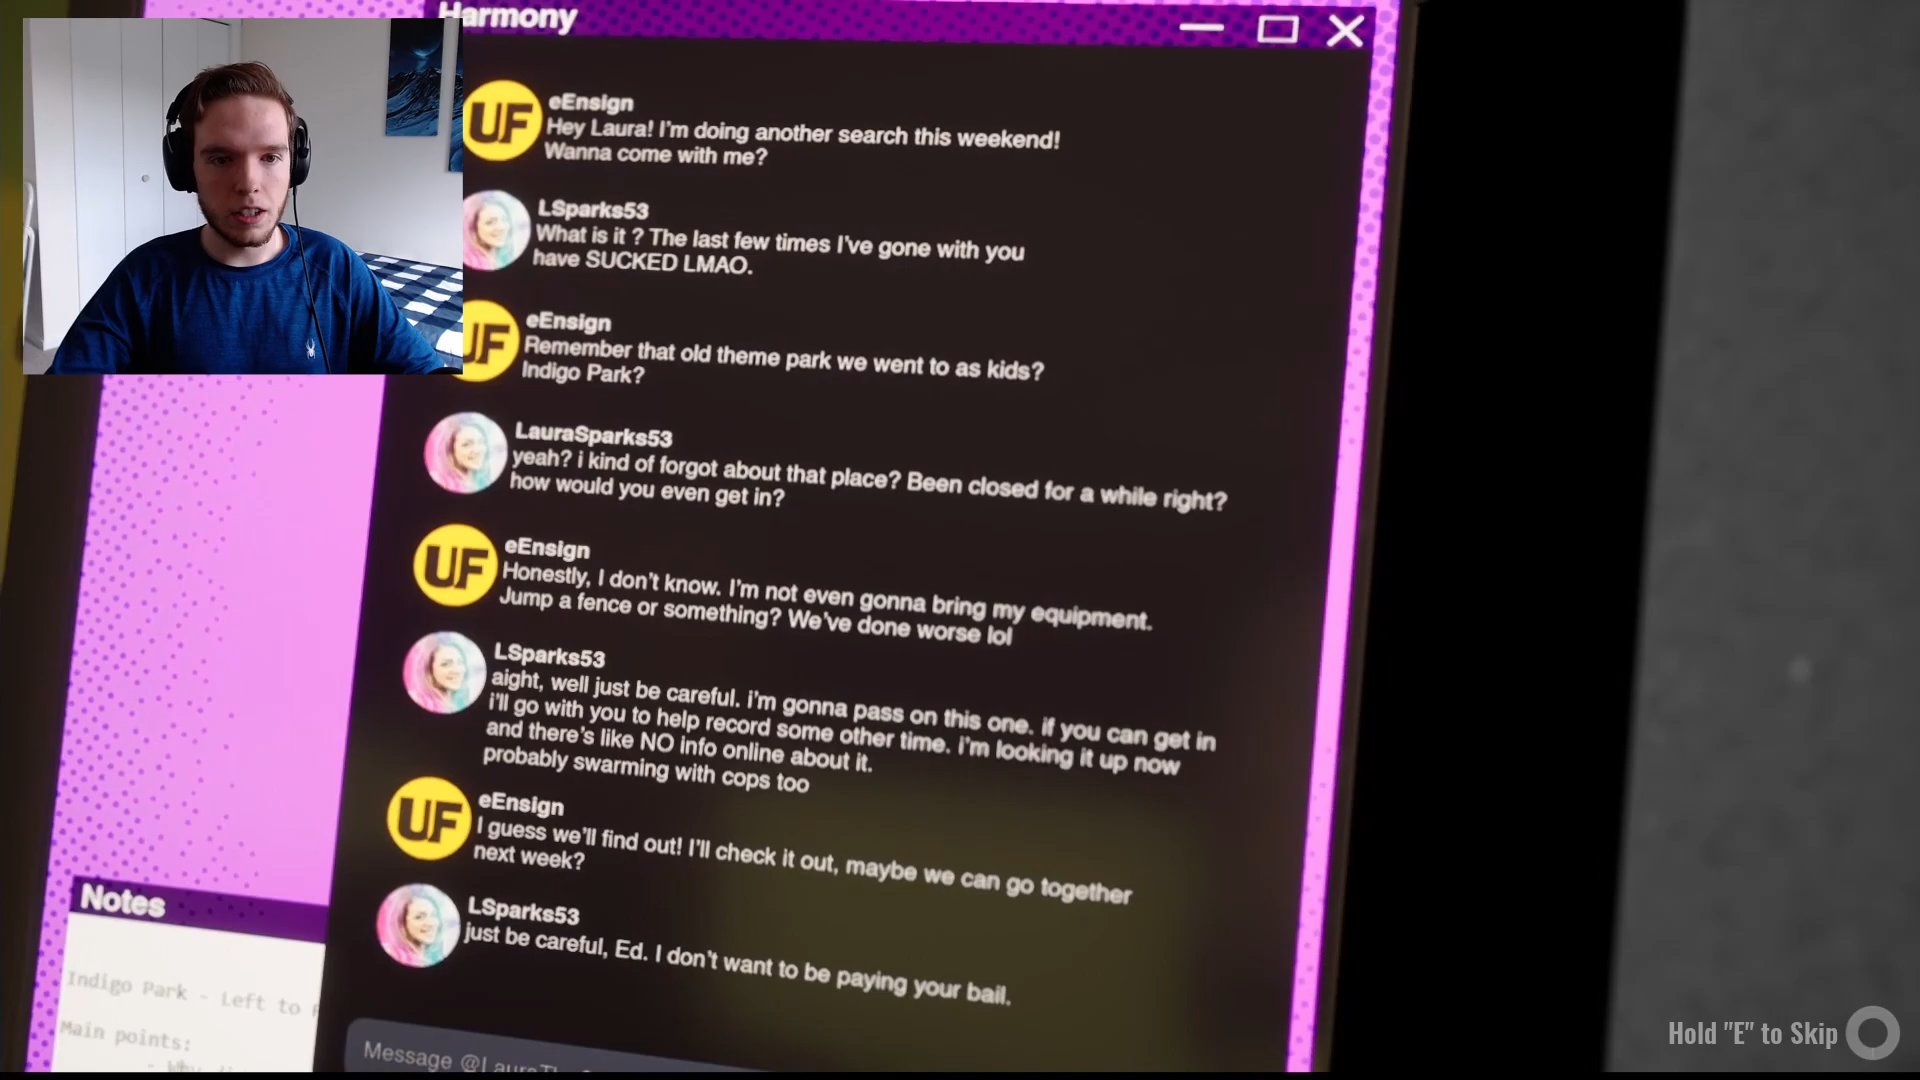 Harmony
UF
eEnsign
Hey Laura! I'm doing another search this weekend!
Wanna come with me?
LSparks53
What is it ? The last few times I've gone with you
have SUCKED LMAO.
UF
eEnsign
Remember that old theme park we went to as kids?
Indigo Park?
LauraSparks53
yeah? i kind of forgot about that place? Been closed for a while right?
how would you even get in?
UF
eEnsign
Honestly, I don't know. I'm not even gonna bring my equipment.
Jump a fence or something? We've done worse lol
LSparks53
aight, well just be careful. i'm gonna pass on this one. if you can get in
i'll go with you to help record some other time. i'm looking it up now
and there's like NO info online about it.
probably swarming with cops too
UF
eEnsign
I guess we'll find out! I'll check it out, maybe we can go together
next week?
LSparks53
just be careful, Ed. I don't want to be paying your bail.
Notes
Indigo Park - Left to
Main points:
- Why
Message
Hold "E" to Skip